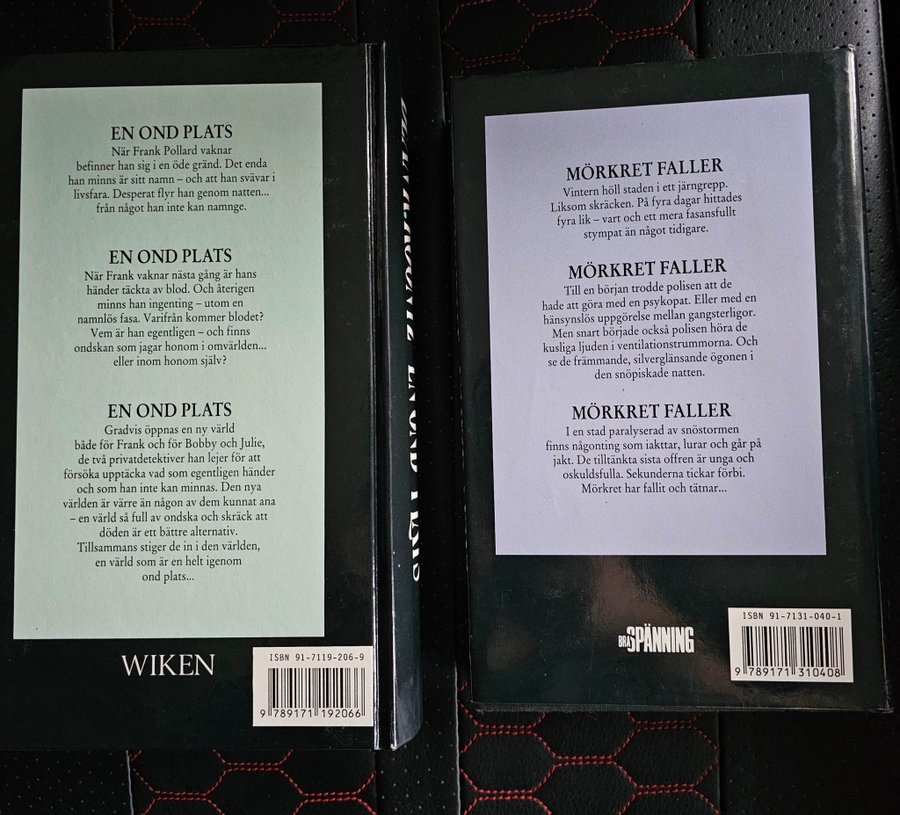 EN OND PLATS
När Frank Pollard vaknar
befinner han sig i en öde gränd. Det enda
han minns är sitt namn – och att han svävar i
livsfara. Desperat flyr han genom natten...
från något han inte kan namnge.
EN OND PLATS
När Frank vaknar nästa gång är hans
händer täckta av blod. Och återigen
minns han ingenting – utom en
namnlös fasa. Varifrån kommer blodet?
Vem är han egentligen – och finns
ondskan som jagar honom i omvärlden...
eller inom honom själv?
EN OND PLATS
Gradvis öppnas en ny värld
både för Frank och för Bobby och Julie,
de två privatdetektiver han lejer för att
försöka upptäcka vad som egentligen händer
och som han inte kan minnas. Den nya
världen är värre än någon av dem kunnat ana
– en värld så full av ondska och skräck att
döden är ett bättre alternativ.
Tillsammans stiger de in i den världen,
en värld som är en helt igenom
ond plats...
WIKEN
ISBN 91-7119-206-9
9 789171 192066
EN OND PLATS
MÖRKRET FALLER
Vintern höll staden i ett järngrepp.
Liksom skräcken. På fyra dagar hittades
fyra lik – vart och ett mera fasansfullt
stympat än något tidigare.
MÖRKRET FALLER
Till en början trodde polisen att de
hade att göra med en psykopat. Eller med en
hänsynslös uppgörelse mellan gangsterligor.
Men snart började också polisen höra de
kusliga ljuden i ventilationstrummorna. Och
se de främmande, silverglänsande ögonen i
den snöpiskade natten.
MÖRKRET FALLER
I en stad paralyserad av snöstormen
finns någonting som iakttar, lurar och går på
jakt. De tilltänkta sista offren är unga och
oskuldsfulla. Sekunderna tickar förbi.
Mörkret har fallit och tätnar...
BRA SPÄNNING
ISBN 91-7131-040-1
9 789171 310408